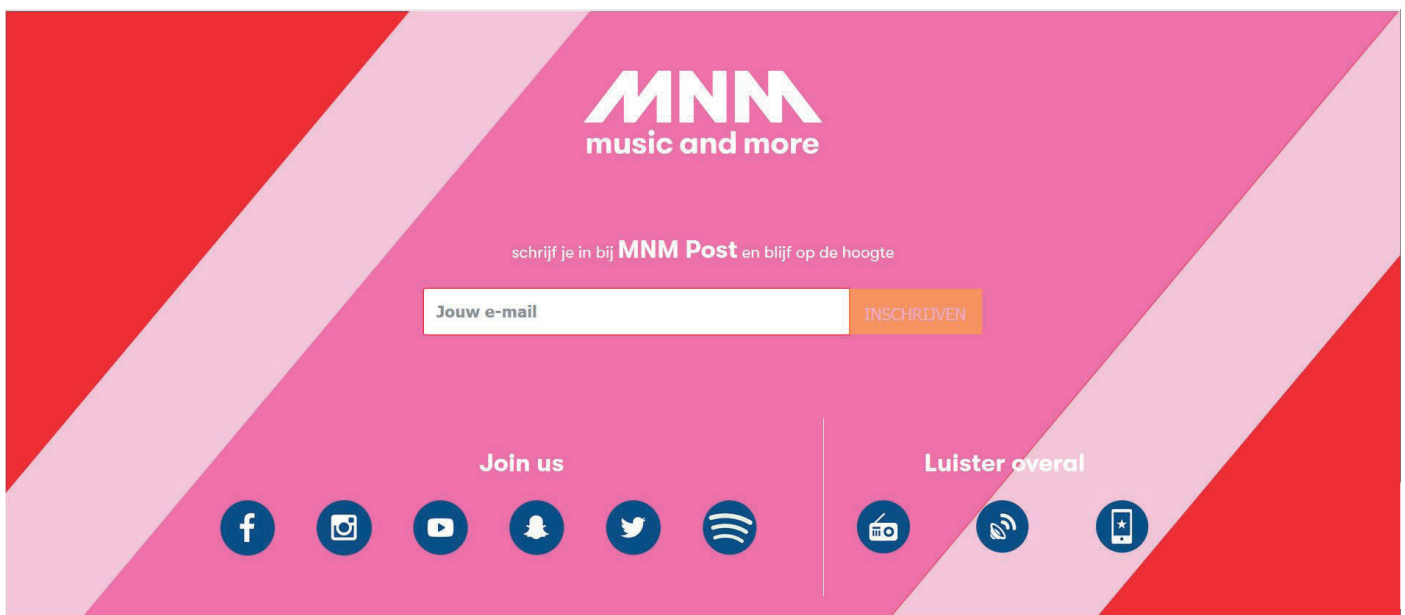 MNM
music and more
schrijf je in bij MNM Post en blijf op de hoogte
Jouw e-mail INSCHRIJVEN
Join us Luister overal